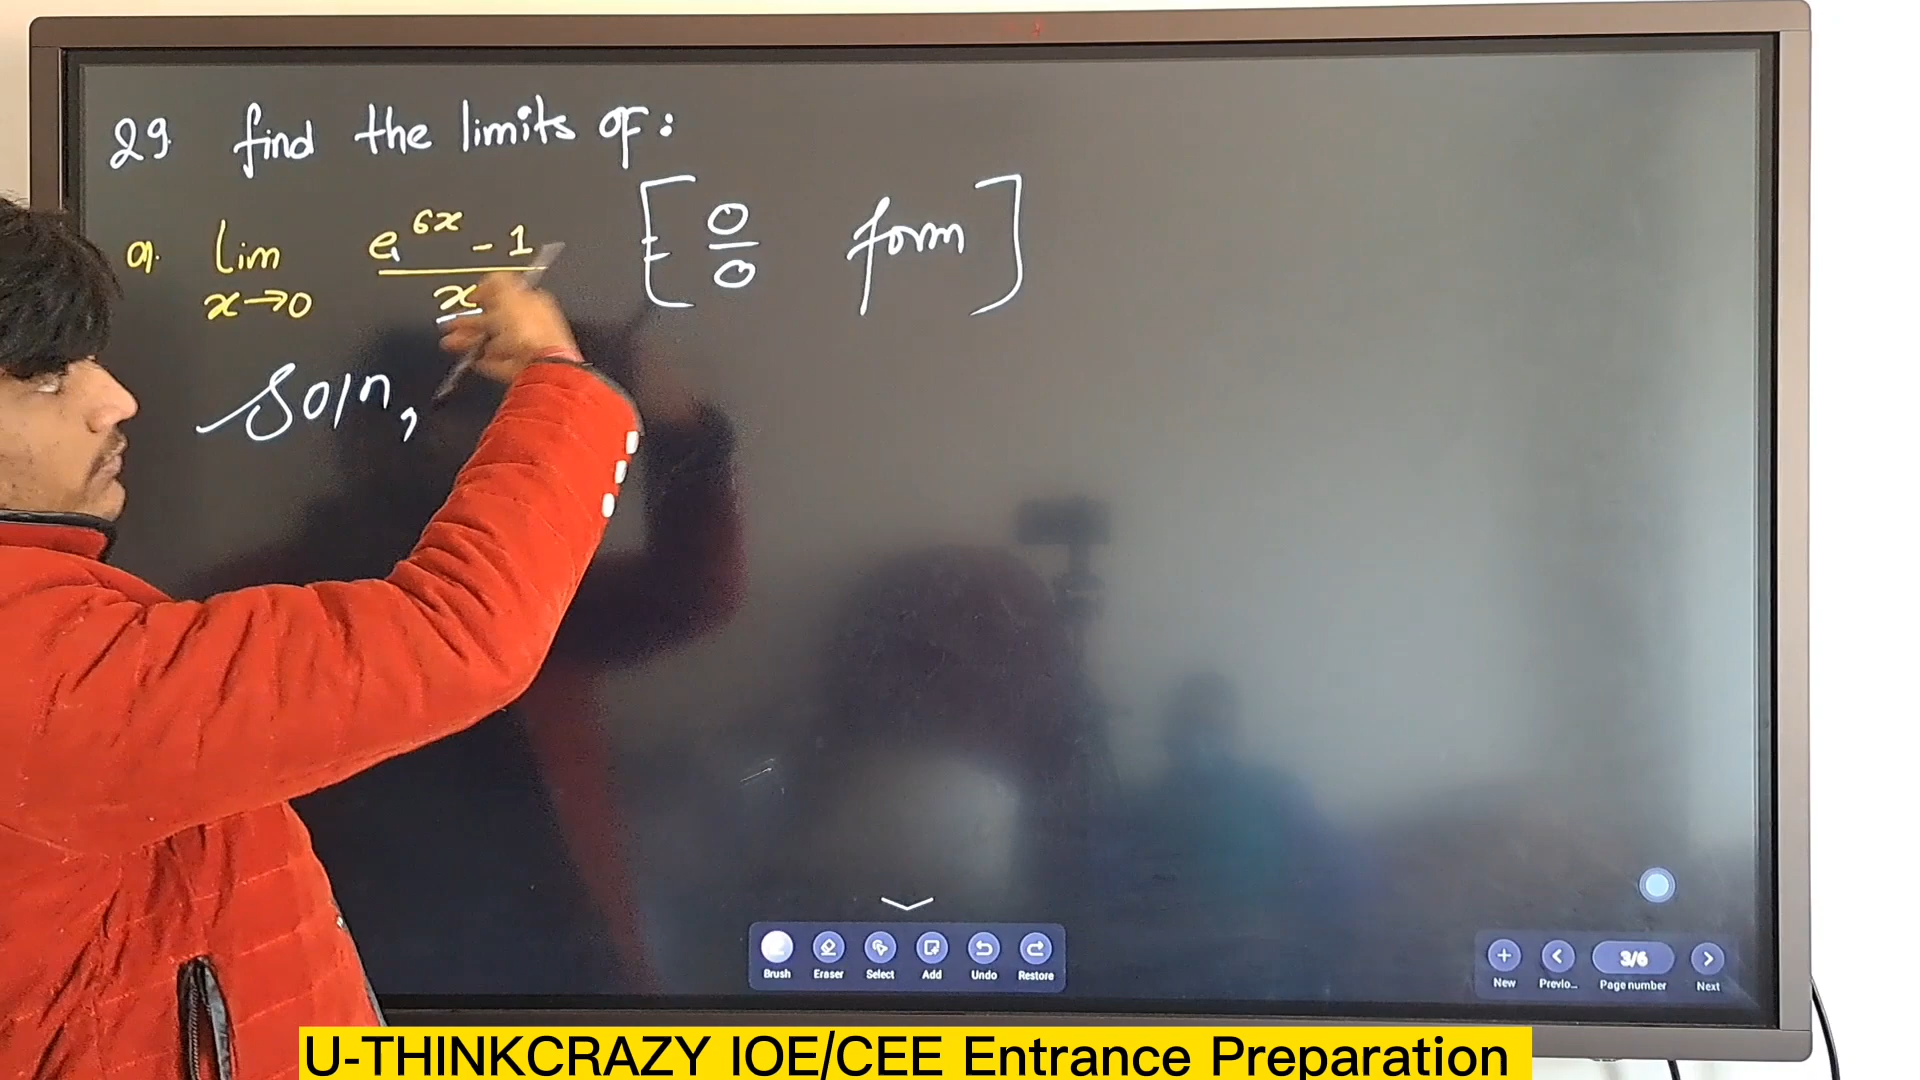 29. find the limits of:
a. lim e^6x - 1 [ 0 form ]
x→0 x 0
Soln,
Brush Eraser Select Add Undo Restore
3/6
New Previo... Page number Next
U-THINKCRAZY IOE/CEE Entrance Preparation